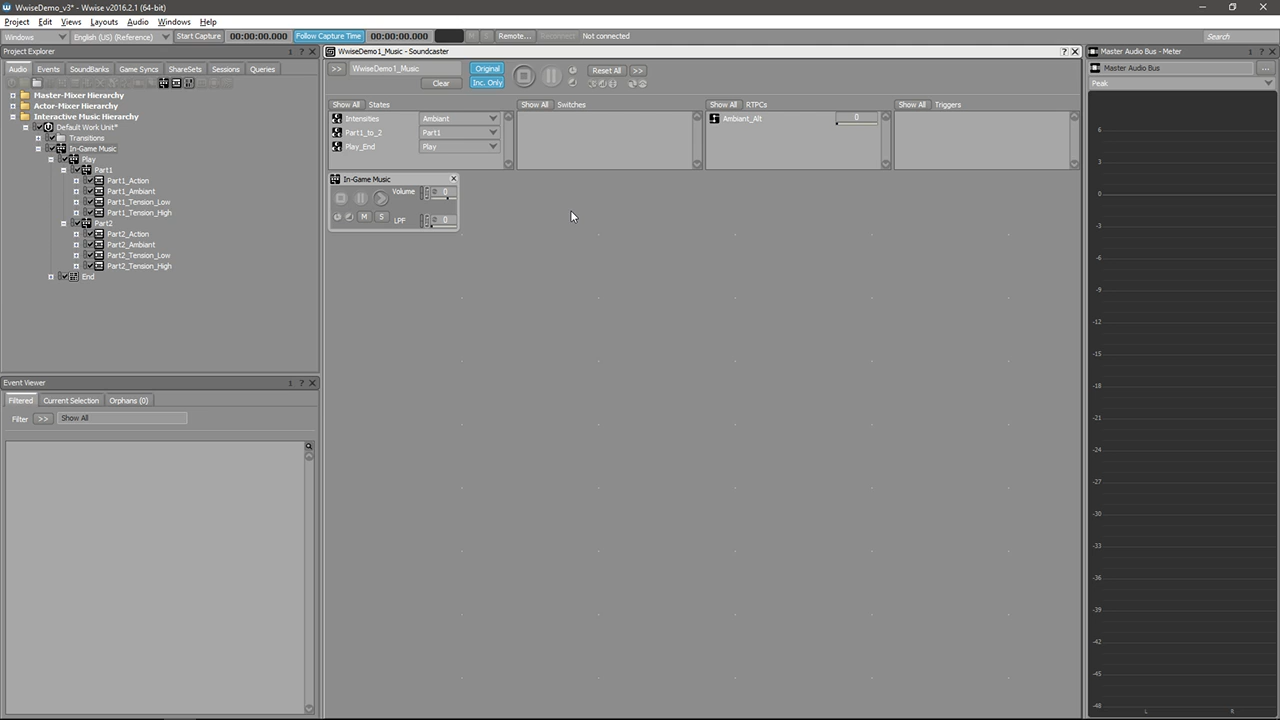 WwiseDemo_v3* - Wwise v2016.2.1 (64-bit)
Project Edit Views Layouts Audio Windows Help
Windows English (US) (Reference) Start Capture 00:00:00.000 Follow Capture Time 00:00:00.000 M S Remote... Reconnect Not connected Search
Project Explorer
Audio Events SoundBanks Game Syncs ShareSets Sessions Queries
Master-Mixer Hierarchy
Actor-Mixer Hierarchy
Interactive Music Hierarchy
Default Work Unit*
Transitions
In-Game Music
Play
Part1
Part1_Action
Part1_Ambiant
Part1_Tension_Low
Part1_Tension_High
Part2
Part2_Action
Part2_Ambiant
Part2_Tension_Low
Part2_Tension_High
End
Event Viewer
Filtered Current Selection Orphans (0)
Filter >> Show All
WwiseDemo1_Music - Soundcaster
>> WwiseDemo1_Music Original Reset All >>
Clear Inc. Only
Show All States Show All Switches Show All RTPCs Show All Triggers
Intensities Ambiant
Part1_to_2 Part1
Play_End Play
Ambiant_Alt 0
In-Game Music
Volume 0
M S LPF 0
Master Audio Bus - Meter
Master Audio Bus ...
Peak
6
3
0
-3
-6
-9
-12
-15
-18
-21
-24
-27
-30
-33
-36
-39
-42
-45
-48
L R